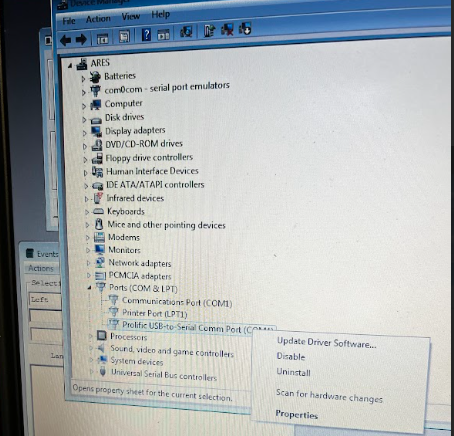 Device Manager
File Action View Help
ARES
Batteries
com0com - serial port emulators
Computer
Disk drives
Display adapters
DVD/CD-ROM drives
Floppy drive controllers
Human Interface Devices
IDE ATA/ATAPI controllers
Infrared devices
Keyboards
Mice and other pointing devices
Modems
Monitors
Network adapters
PCMCIA adapters
Ports (COM & LPT)
Communications Port (COM1)
Printer Port (LPT1)
Prolific USB-to-Serial Comm Port
Processors
Sound, video and game controllers
System devices
Universal Serial Bus controllers
Opens property sheet for the current selection.
Update Driver Software...
Disable
Uninstall
Scan for hardware changes
Properties
Events
Actions
Left